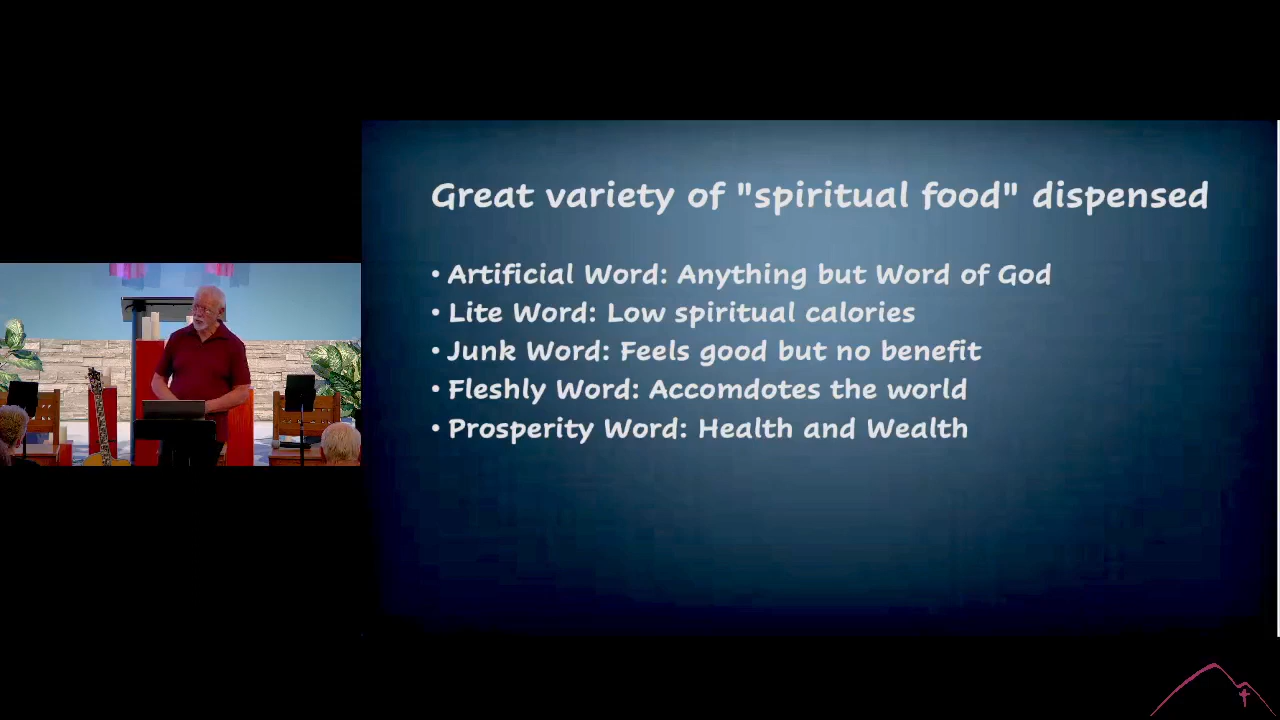 Great variety of "spiritual food" dispensed
• Artificial Word: Anything but Word of God
• Lite Word: Low spiritual calories
• Junk Word: Feels good but no benefit
• Fleshly Word: Accomdotes the world
• Prosperity Word: Health and Wealth